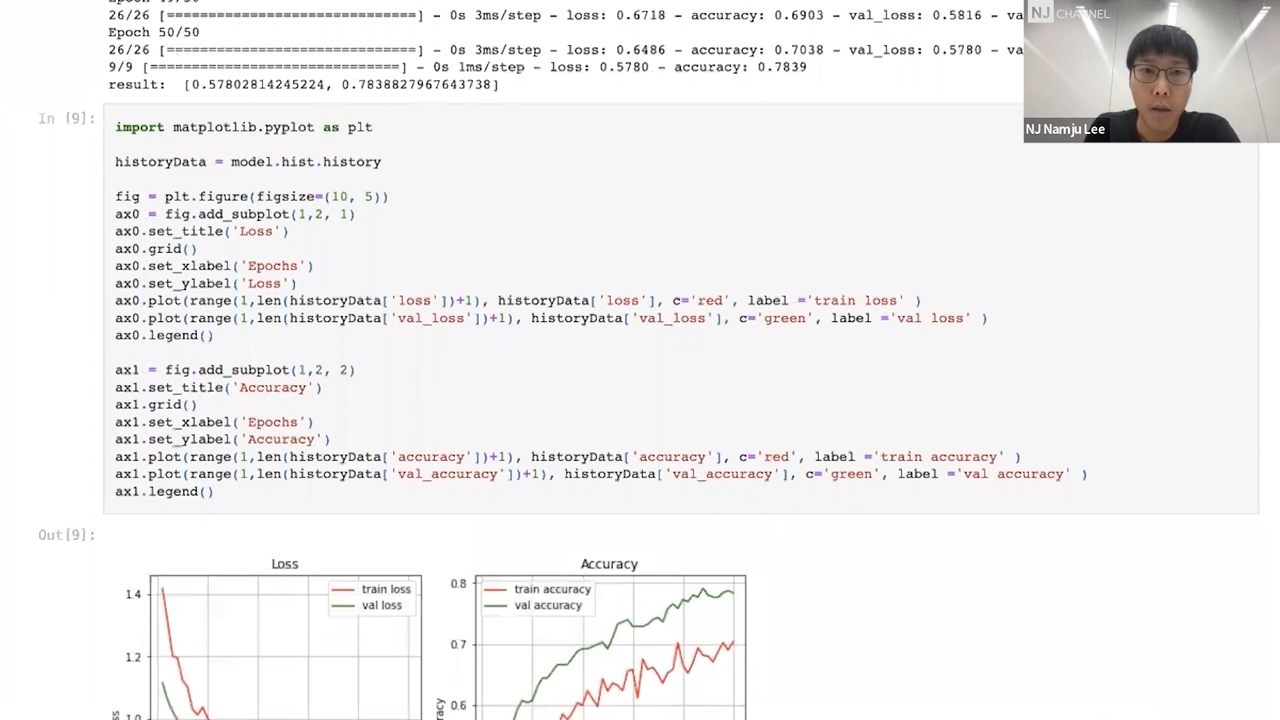 26/26 [==============================] - 0s 3ms/step - loss: 0.6718 - accuracy: 0.6903 - val_loss: 0.5816 - va
Epoch 50/50
26/26 [==============================] - 0s 3ms/step - loss: 0.6486 - accuracy: 0.7038 - val_loss: 0.5780 - va
9/9 [==============================] - 0s 1ms/step - loss: 0.5780 - accuracy: 0.7839
result:  [0.57802814245224, 0.7838827967643738]
NJ CHANNEL
NJ Namju Lee
In [9]:
import matplotlib.pyplot as plt
historyData = model.hist.history
fig = plt.figure(figsize=(10, 5))
ax0 = fig.add_subplot(1,2, 1)
ax0.set_title('Loss')
ax0.grid()
ax0.set_xlabel('Epochs')
ax0.set_ylabel('Loss')
ax0.plot(range(1,len(historyData['loss'])+1), historyData['loss'], c='red', label ='train loss' )
ax0.plot(range(1,len(historyData['val_loss'])+1), historyData['val_loss'], c='green', label ='val loss' )
ax0.legend()
ax1 = fig.add_subplot(1,2, 2)
ax1.set_title('Accuracy')
ax1.grid()
ax1.set_xlabel('Epochs')
ax1.set_ylabel('Accuracy')
ax1.plot(range(1,len(historyData['accuracy'])+1), historyData['accuracy'], c='red', label ='train accuracy' )
ax1.plot(range(1,len(historyData['val_accuracy'])+1), historyData['val_accuracy'], c='green', label ='val accuracy' )
ax1.legend()
Out[9]:
Loss
train loss
val loss
1.4
1.2
1.0
Accuracy
train accuracy
val accuracy
0.8
0.7
0.6